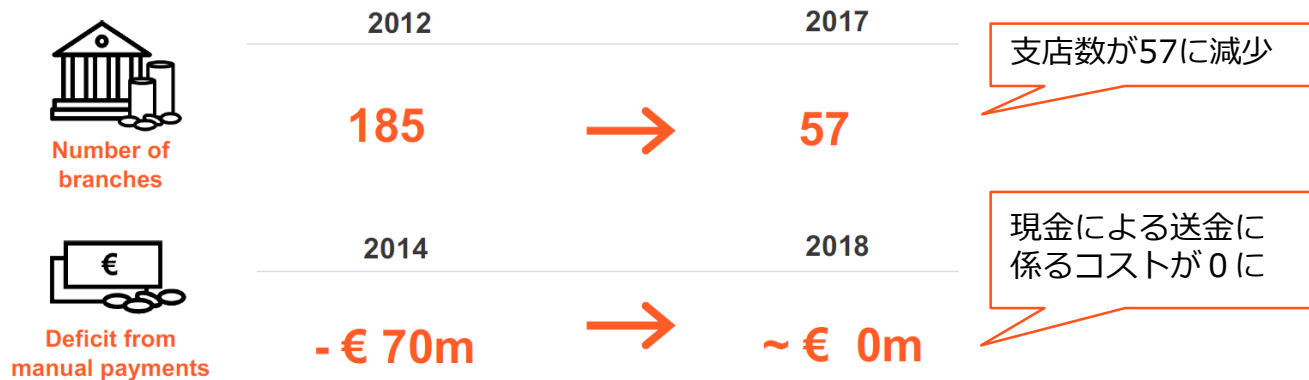 2012
2017
支店数が57に減少
185
57
Number of
branches
現金による送金に
係るコストが０に
2014
2018
€
Deficit from
manual payments
- € 70m
~ € 0m